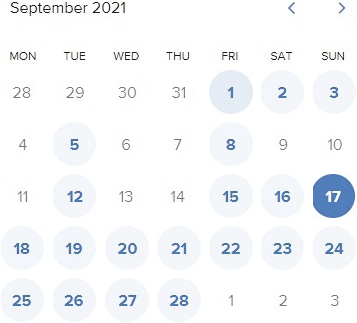 September 2021
MON TUE WED THU FRI SAT SUN
28 29 30 31 1 2 3
4 5 6 7 8 9 10
11 12 13 14 15 16 17
18 19 20 21 22 23 24
25 26 27 28 1 2 3